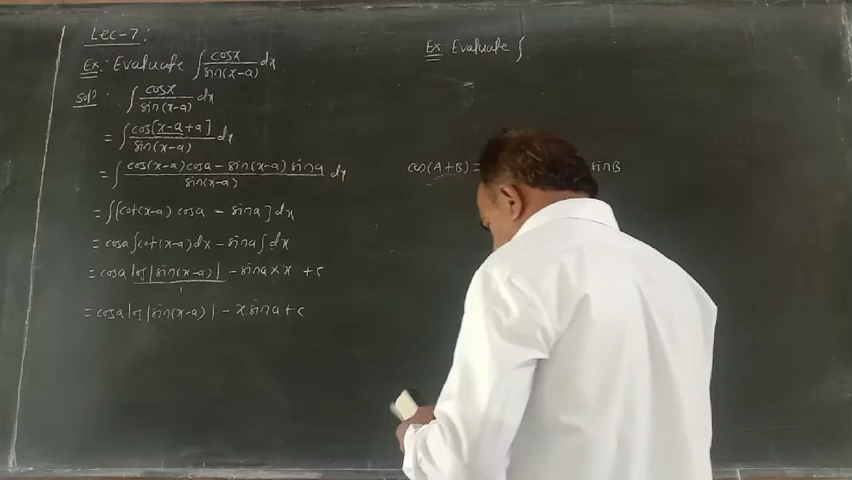 Lec-7:
Ex: Evaluate ∫ cosx / sin(x-a) dx
Solⁿ: ∫ cosx / sin(x-a) dx
= ∫ cos[x-a+a] / sin(x-a) dx
= ∫ cos(x-a) cosa - sin(x-a) sina / sin(x-a) dx
= ∫[cot(x-a) cosa - sina] dx
= cosa ∫cot(x-a) dx - sina ∫ dx
= cosa log|sin(x-a)| - sina × x + c
= cosa log|sin(x-a)| - x sina + c
Ex Evaluate ∫
cos(A+B) = sinB